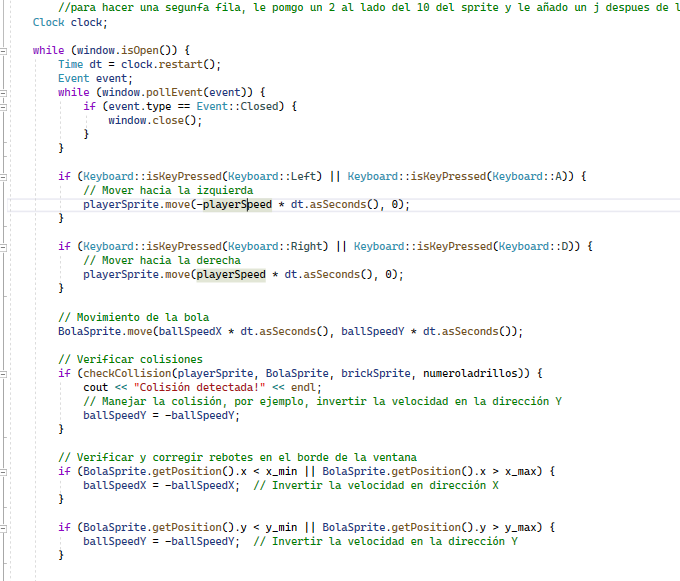 //para hacer una segunfa fila, le pomgo un 2 al lado del 10 del sprite y le añado un j despues de l
Clock clock;
while (window.isOpen()) {
Time dt = clock.restart();
Event event;
while (window.pollEvent(event)) {
if (event.type == Event::Closed) {
window.close();
}
}
if (Keyboard::isKeyPressed(Keyboard::Left) || Keyboard::isKeyPressed(Keyboard::A)) {
// Mover hacia la izquierda
playerSprite.move(-playerSpeed * dt.asSeconds(), 0);
}
if (Keyboard::isKeyPressed(Keyboard::Right) || Keyboard::isKeyPressed(Keyboard::D)) {
// Mover hacia la derecha
playerSprite.move(playerSpeed * dt.asSeconds(), 0);
}
// Movimiento de la bola
BolaSprite.move(ballSpeedX * dt.asSeconds(), ballSpeedY * dt.asSeconds());
// Verificar colisiones
if (checkCollision(playerSprite, BolaSprite, brickSprite, numeroladrillos)) {
cout << "Colisión detectada!" << endl;
// Manejar la colisión, por ejemplo, invertir la velocidad en la dirección Y
ballSpeedY = -ballSpeedY;
}
// Verificar y corregir rebotes en el borde de la ventana
if (BolaSprite.getPosition().x < x_min || BolaSprite.getPosition().x > x_max) {
ballSpeedX = -ballSpeedX;  // Invertir la velocidad en dirección X
}
if (BolaSprite.getPosition().y < y_min || BolaSprite.getPosition().y > y_max) {
ballSpeedY = -ballSpeedY;  // Invertir la velocidad en la dirección Y
}